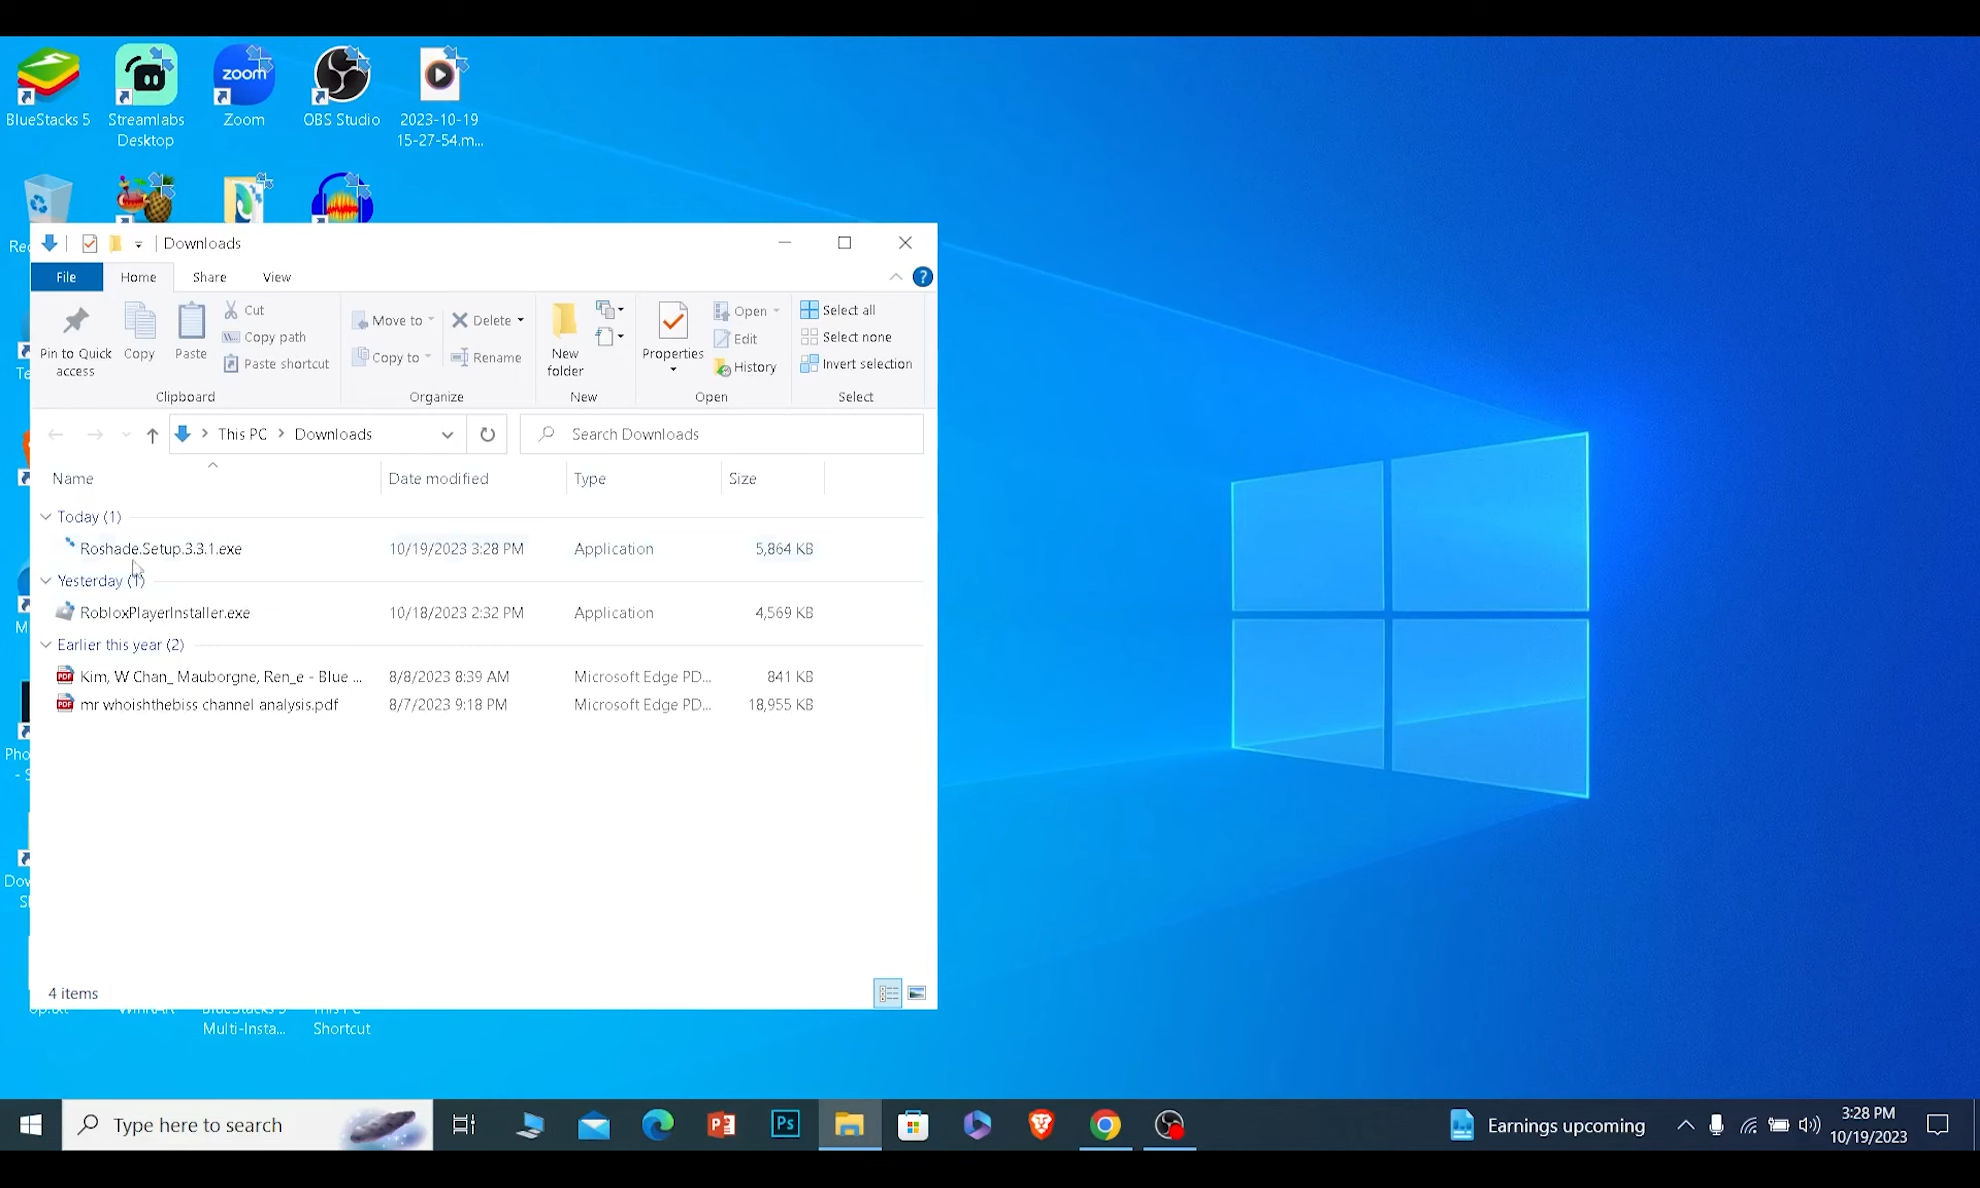 BlueStacks 5
Streamlabs
Desktop
zoom
Zoom
OBS Studio
2023-10-19
15-27-54.m...
Downloads
File
Home
Share
View
Pin to Quick
access
Copy
Paste
Cut
Copy path
Paste shortcut
Clipboard
Move to
Copy to
Delete
Rename
Organize
New
folder
New
Properties
Open
Edit
History
Open
Select all
Select none
Invert selection
Select
This PC
Downloads
Search Downloads
Name
Date modified
Type
Size
Today (1)
Roshade.Setup.3.3.1.exe
10/19/2023 3:28 PM
Application
5,864 KB
Yesterday (1)
RobloxPlayerInstaller.exe
10/18/2023 2:32 PM
Application
4,569 KB
Earlier this year (2)
PDF
Kim, W Chan_ Mauborgne, Ren_e - Blue ...
8/8/2023 8:39 AM
Microsoft Edge PD...
841 KB
PDF
mr whoishthebiss channel analysis.pdf
8/7/2023 9:18 PM
Microsoft Edge PD...
18,955 KB
4 items
Multi-Insta...
Shortcut
Type here to search
Ps
Earnings upcoming
3:28 PM
10/19/2023